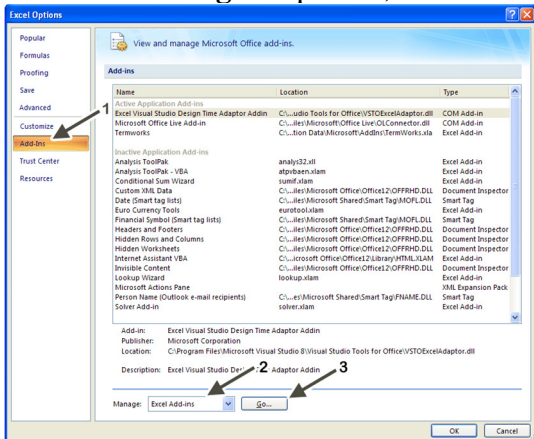 Excel Options
Popular
Formulas
Proofing
Save
Advanced
Customize
Add-Ins
Trust Center
Resources
1
View and manage Microsoft Office add-ins.
Add-ins
Name Location Type
Active Application Add-ins
Excel Visual Studio Design Time Adaptor Addin C:\...udio Tools for Office\VSTOExcelAdaptor.dll COM Add-in
Microsoft Office Live Add-in C:\...iles\Microsoft\Office Live\OLConnector.dll COM Add-in
Termworks C:\...tion Data\Microsoft\AddIns\TermWorks.xla Excel Add-in
Inactive Application Add-ins
Analysis ToolPak analys32.xll Excel Add-in
Analysis ToolPak - VBA atpvbaen.xlam Excel Add-in
Conditional Sum Wizard sumif.xlam Excel Add-in
Custom XML Data C:\...iles\Microsoft Office\Office12\OFFRHD.DLL Document Inspector
Date (Smart tag lists) C:\...iles\Microsoft Shared\Smart Tag\MOFL.DLL Smart Tag
Euro Currency Tools eurotool.xlam Excel Add-in
Financial Symbol (Smart tag lists) C:\...iles\Microsoft Shared\Smart Tag\MOFL.DLL Smart Tag
Headers and Footers C:\...iles\Microsoft Office\Office12\OFFRHD.DLL Document Inspector
Hidden Rows and Columns C:\...iles\Microsoft Office\Office12\OFFRHD.DLL Document Inspector
Hidden Worksheets C:\...iles\Microsoft Office\Office12\OFFRHD.DLL Document Inspector
Internet Assistant VBA C:\...icrosoft Office\Office12\Library\HTML.XLAM Excel Add-in
Invisible Content C:\...iles\Microsoft Office\Office12\OFFRHD.DLL Document Inspector
Lookup Wizard lookup.xlam Excel Add-in
Microsoft Actions Pane XML Expansion Pack
Person Name (Outlook e-mail recipients) C:\...es\Microsoft Shared\Smart Tag\FNAME.DLL Smart Tag
Solver Add-in solver.xlam Excel Add-in
Add-in: Excel Visual Studio Design Time Adaptor Addin
Publisher: Microsoft Corporation
Location: C:\Program Files\Microsoft Visual Studio 8\Visual Studio Tools for Office\VSTOExcelAdaptor.dll
Description: Excel Visual Studio Adaptor Addin
2 3
Manage: Excel Add-ins Go...
OK Cancel